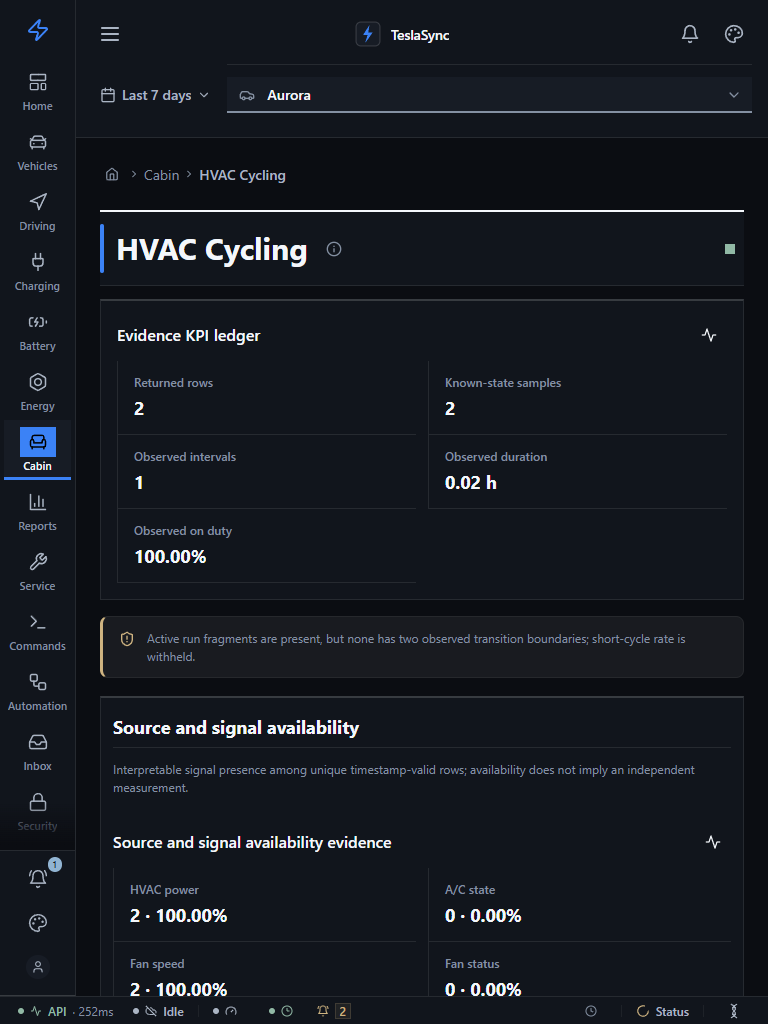 TeslaSync
Last 7 days
Aurora
Home
Vehicles
Driving
Charging
Battery
Energy
Cabin
Reports
Service
Commands
Automation
Inbox
Security
1
Cabin
HVAC Cycling
HVAC Cycling
Evidence KPI ledger
Returned rows
2
Known-state samples
2
Observed intervals
1
Observed duration
0.02 h
Observed on duty
100.00%
Active run fragments are present, but none has two observed transition boundaries; short-cycle rate is
withheld.
Source and signal availability
Interpretable signal presence among unique timestamp-valid rows; availability does not imply an independent
measurement.
Source and signal availability evidence
HVAC power
2 · 100.00%
A/C state
0 · 0.00%
Fan speed
2 · 100.00%
Fan status
0 · 0.00%
API · 252ms
Idle
2
Status